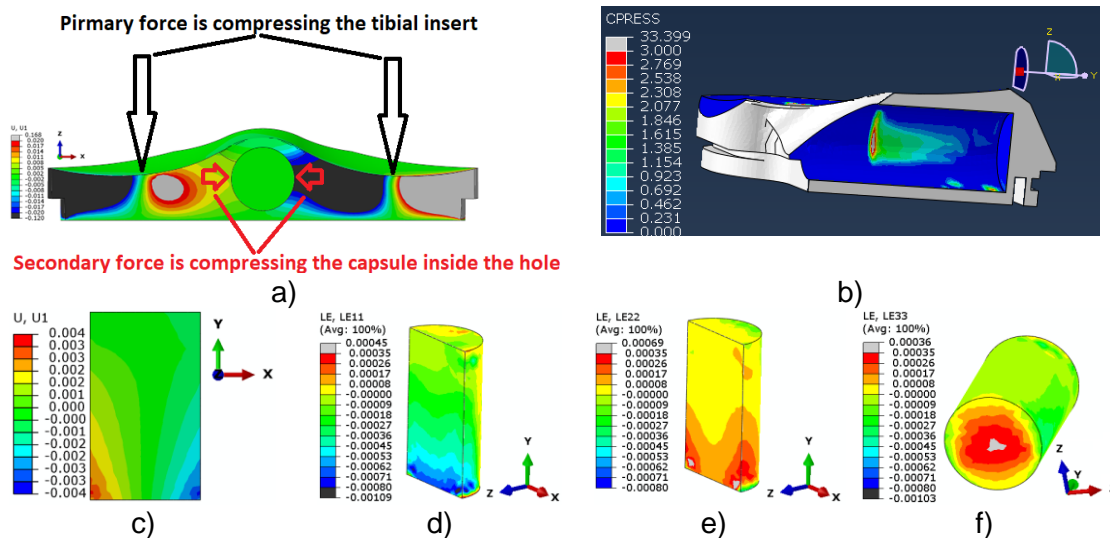 Pirmary force is compressing the tibial insert
U, U1
0.168
0.020
0.017
0.014
0.011
0.008
0.005
0.002
-0.002
-0.005
-0.008
-0.011
-0.014
-0.017
-0.020
-0.120
z
x
Secondary force is compressing the capsule inside the hole
a)
CPRESS
33.399
3.000
2.769
2.538
2.308
2.077
1.846
1.615
1.385
1.154
0.923
0.692
0.462
0.231
0.000
Z
X
Y
b)
U, U1
0.004
0.003
0.002
0.002
0.001
0.000
-0.000
-0.001
-0.002
-0.002
-0.003
-0.003
-0.004
Y
X
c)
LE, LE11
(Avg: 100%)
0.00045
0.00035
0.00026
0.00017
0.00008
-0.00000
-0.00009
-0.00018
-0.00027
-0.00036
-0.00045
-0.00053
-0.00062
-0.00071
-0.00080
-0.00109
Y
Z
X
d)
LE, LE22
(Avg: 100%)
0.00069
0.00035
0.00026
0.00017
0.00008
-0.00000
-0.00009
-0.00018
-0.00027
-0.00036
-0.00045
-0.00053
-0.00062
-0.00071
-0.00080
Y
Z
X
e)
LE, LE33
(Avg: 100%)
0.00036
0.00035
0.00026
0.00017
0.00008
-0.00000
-0.00009
-0.00018
-0.00027
-0.00036
-0.00045
-0.00053
-0.00062
-0.00071
-0.00080
-0.00103
Z
Y
f)